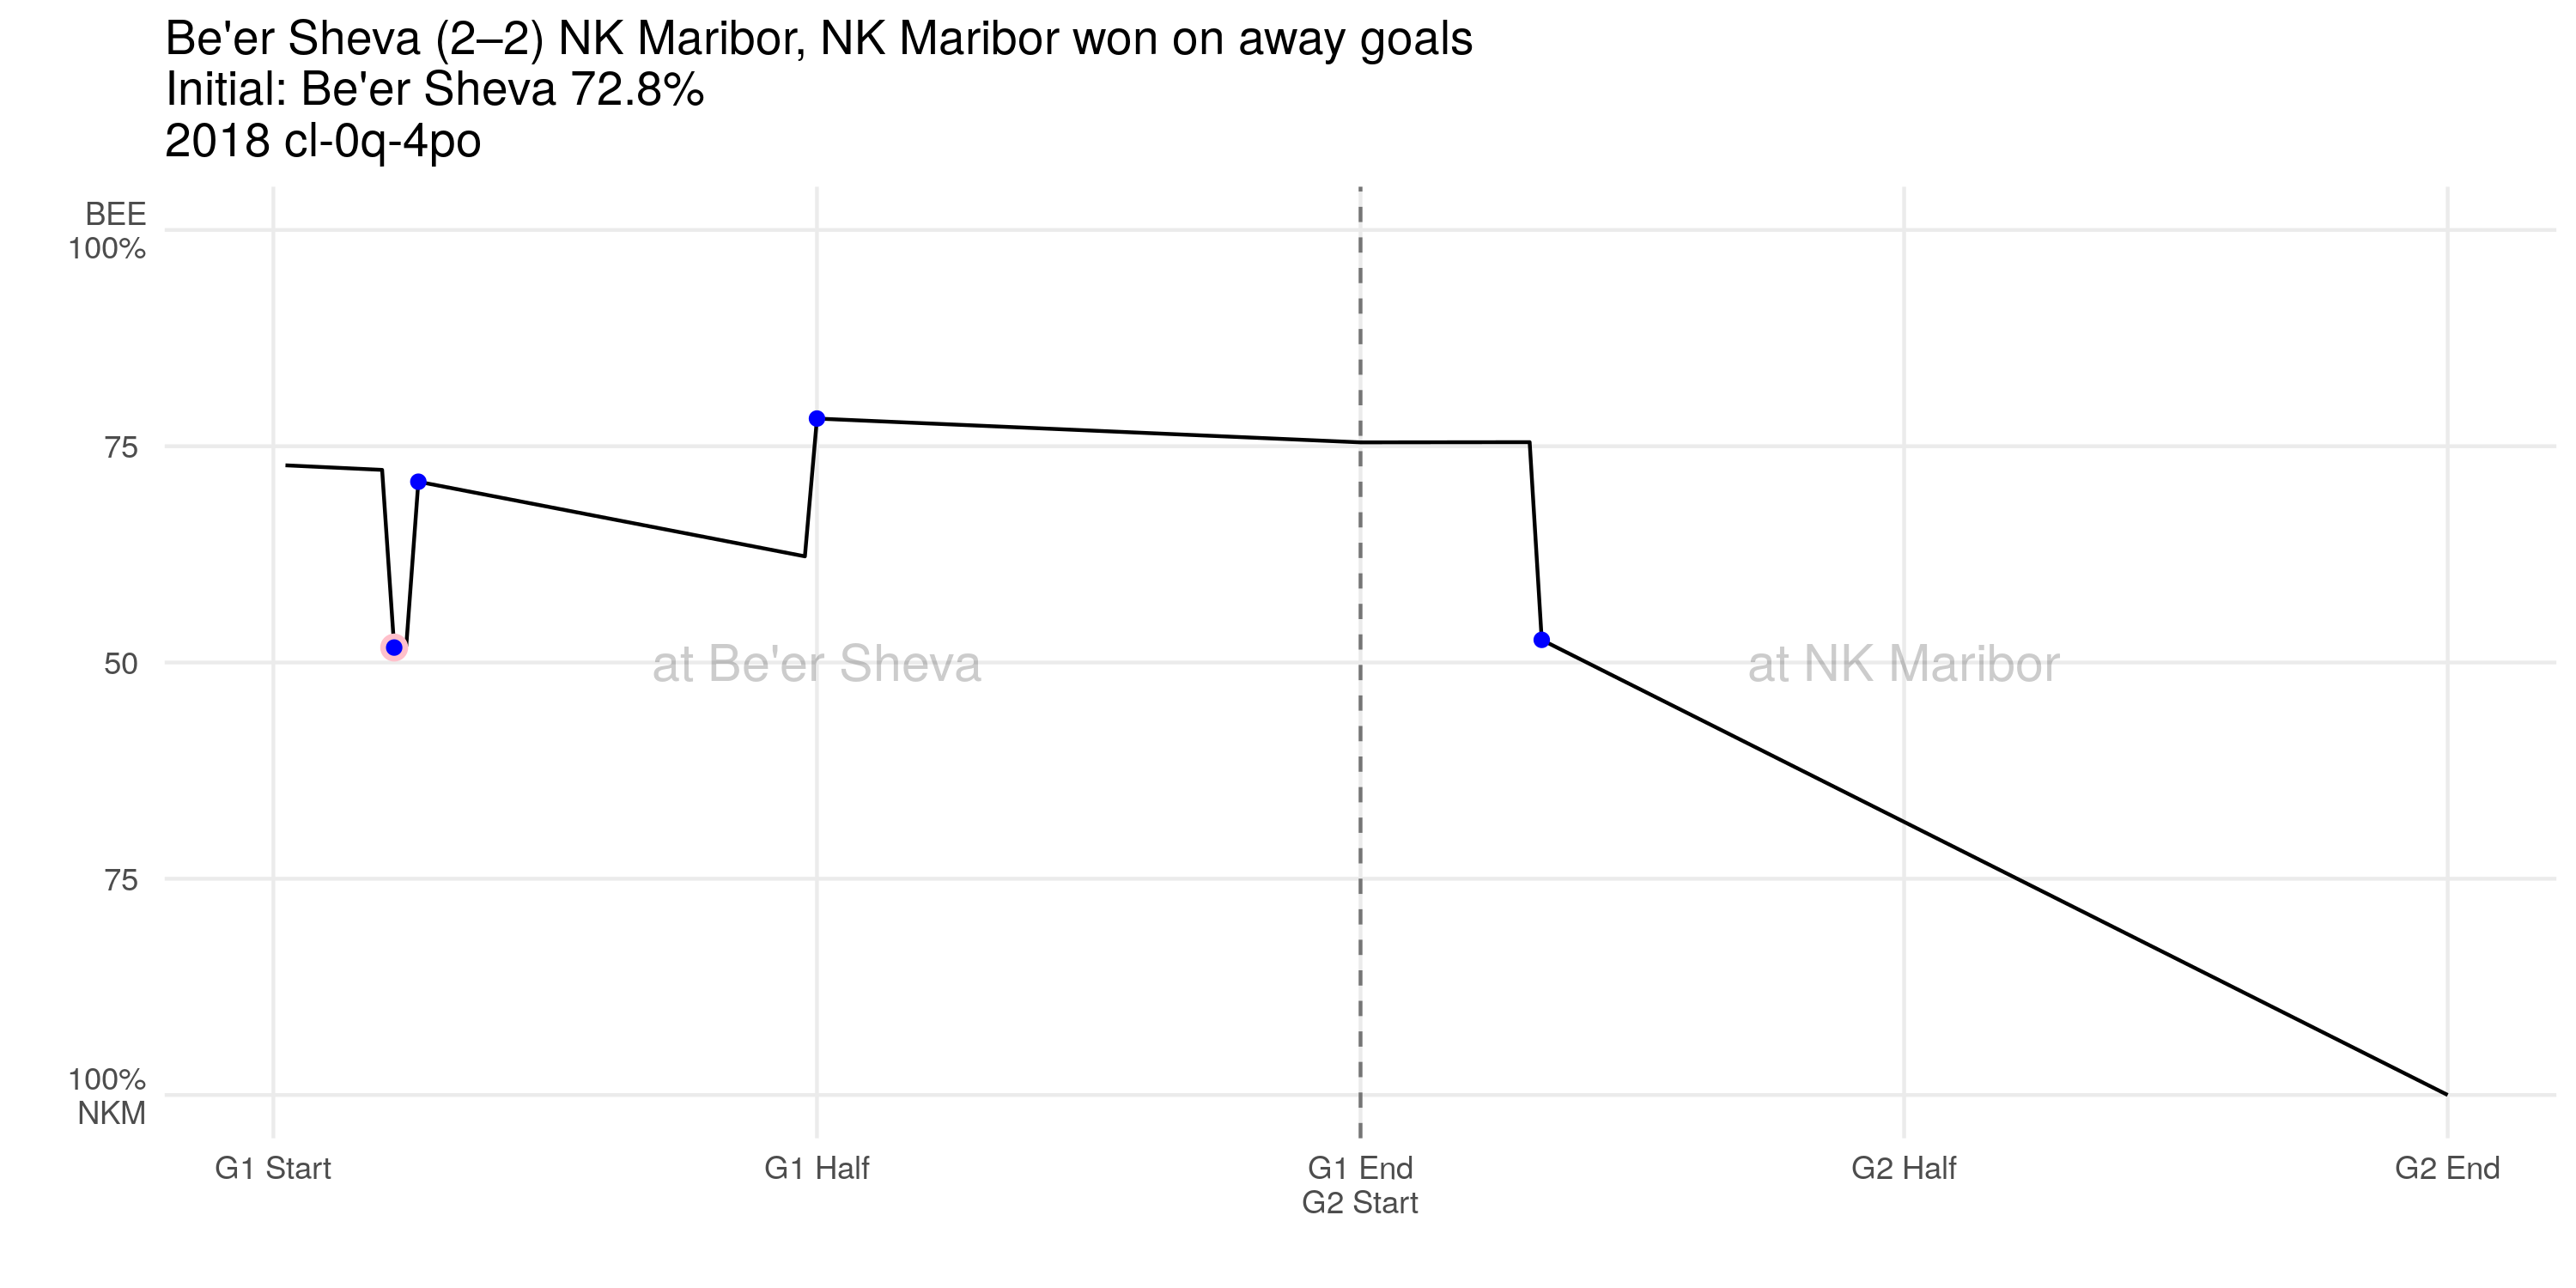 Be'er Sheva (2–2) NK Maribor, NK Maribor won on away goals
Initial: Be'er Sheva 72.8%
2018 cl-0q-4po
BEE
100%
75
50
75
100%
NKM
at Be'er Sheva
at NK Maribor
G1 Start
G1 Half
G1 End
G2 Start
G2 Half
G2 End